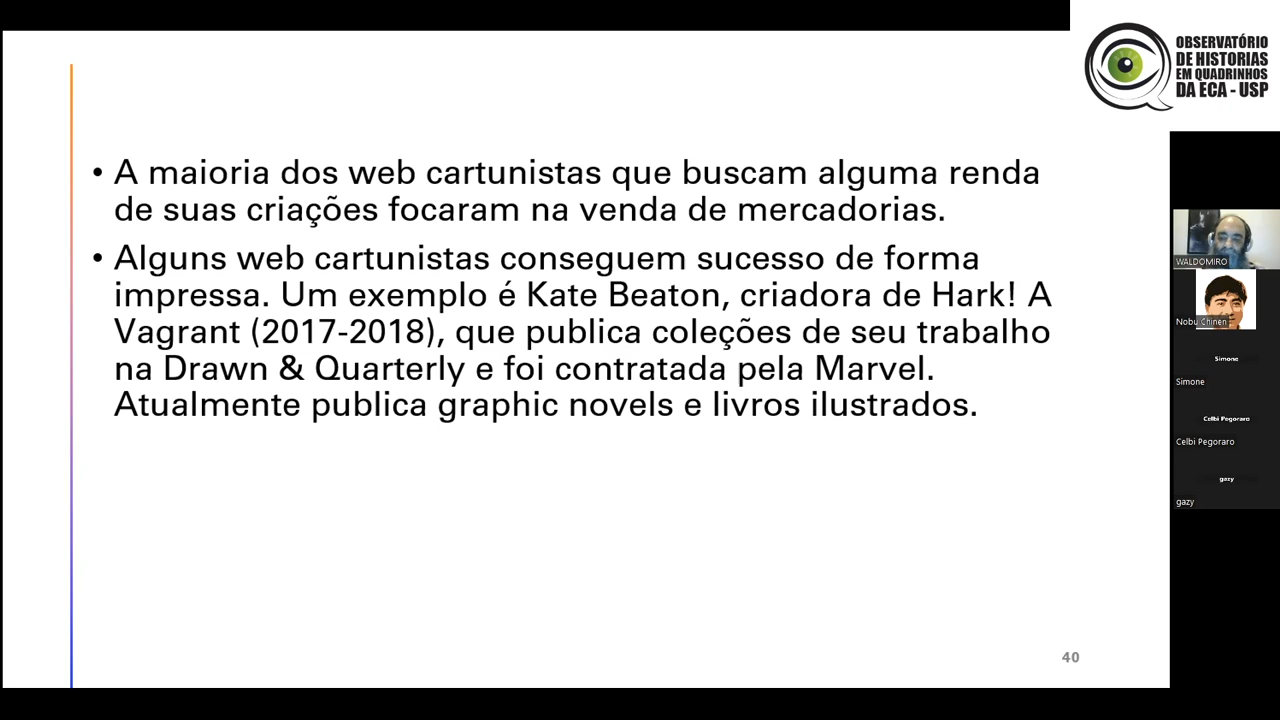 OBSERVATÓRIO
DE HISTORIAS
EM QUADRINHOS
DA ECA - USP
• A maioria dos web cartunistas que buscam alguma renda
de suas criações focaram na venda de mercadorias.
• Alguns web cartunistas conseguem sucesso de forma
impressa. Um exemplo é Kate Beaton, criadora de Hark! A
Vagrant (2017-2018), que publica coleções de seu trabalho
na Drawn & Quarterly e foi contratada pela Marvel.
Atualmente publica graphic novels e livros ilustrados.
40
WALDOMIRO
Nobu Chinen
Simone
Simone
Celbi Pegoraro
Celbi Pegoraro
gazy
gazy